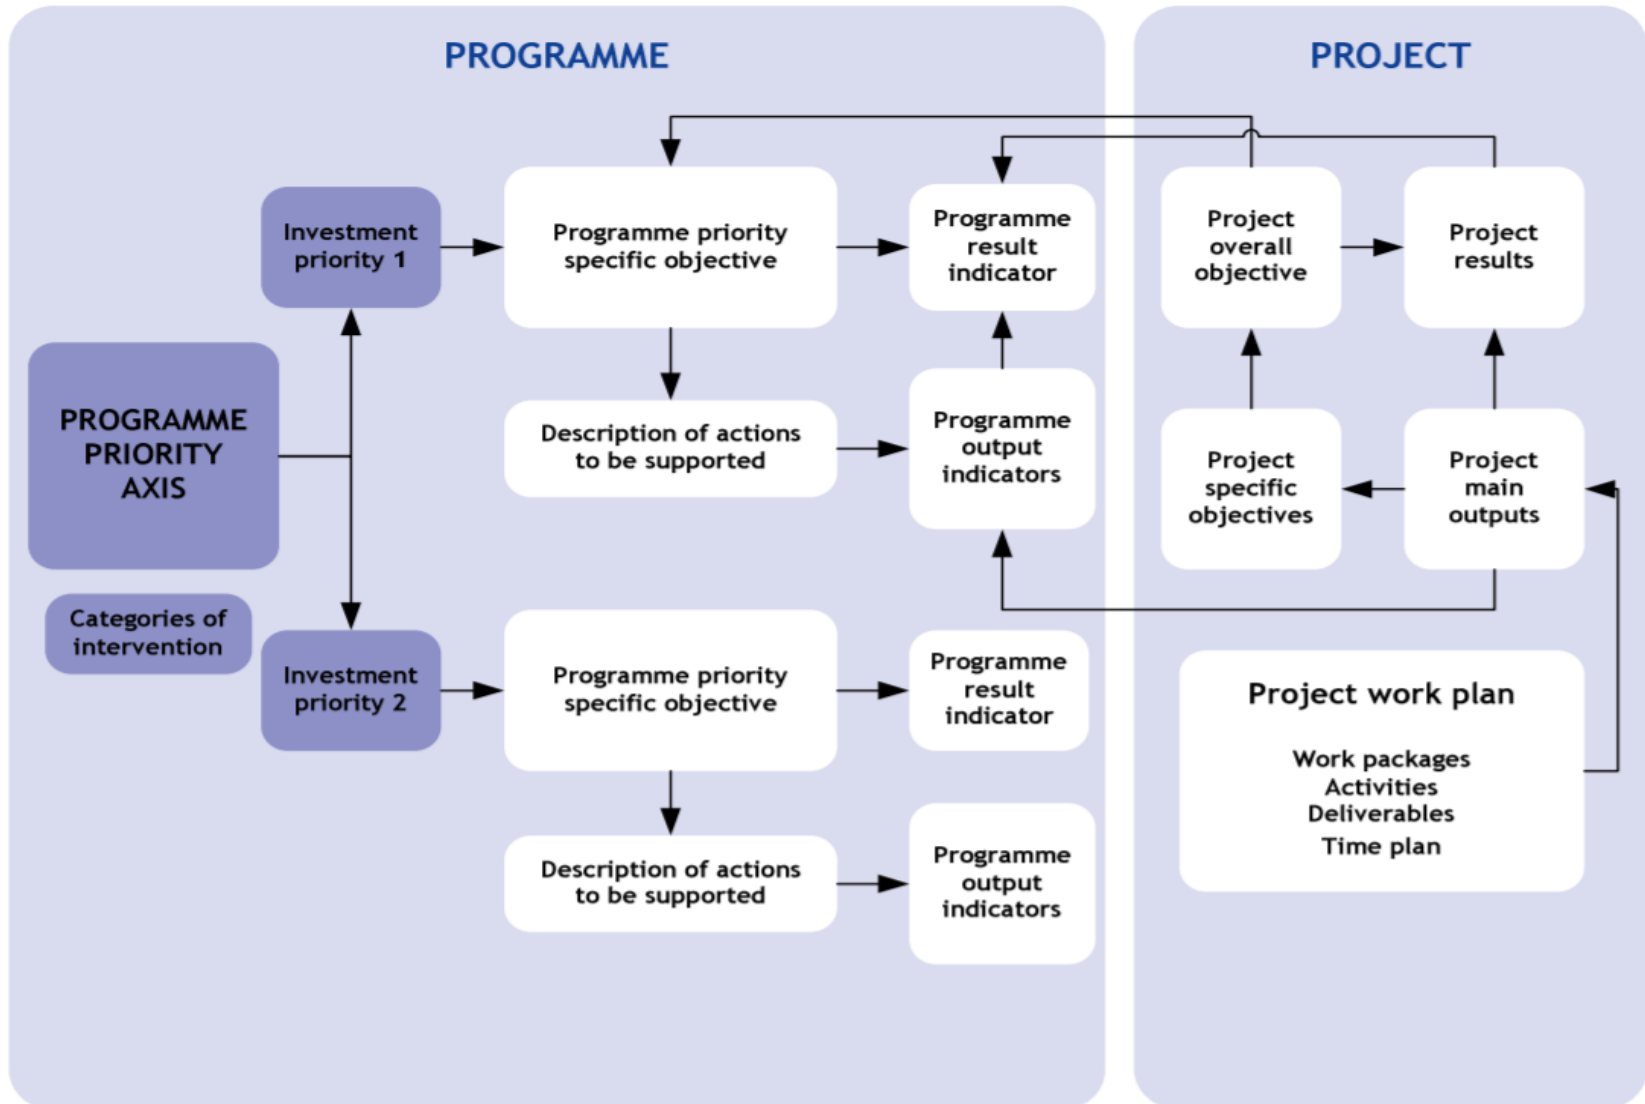 PROGRAMME
PROJECT
Investment
priority 1
Programme priority
specific objective
Programme
result
indicator
Project
overall
objective
Project
results
PROGRAMME
PRIORITY
AXIS
Description of actions
to be supported
Programme
output
indicators
Project
specific
objectives
Project
main
outputs
Categories of
intervention
Investment
priority 2
Programme priority
specific objective
Programme
result
indicator
Project work plan
Work packages
Activities
Deliverables
Time plan
Description of actions
to be supported
Programme
output
indicators